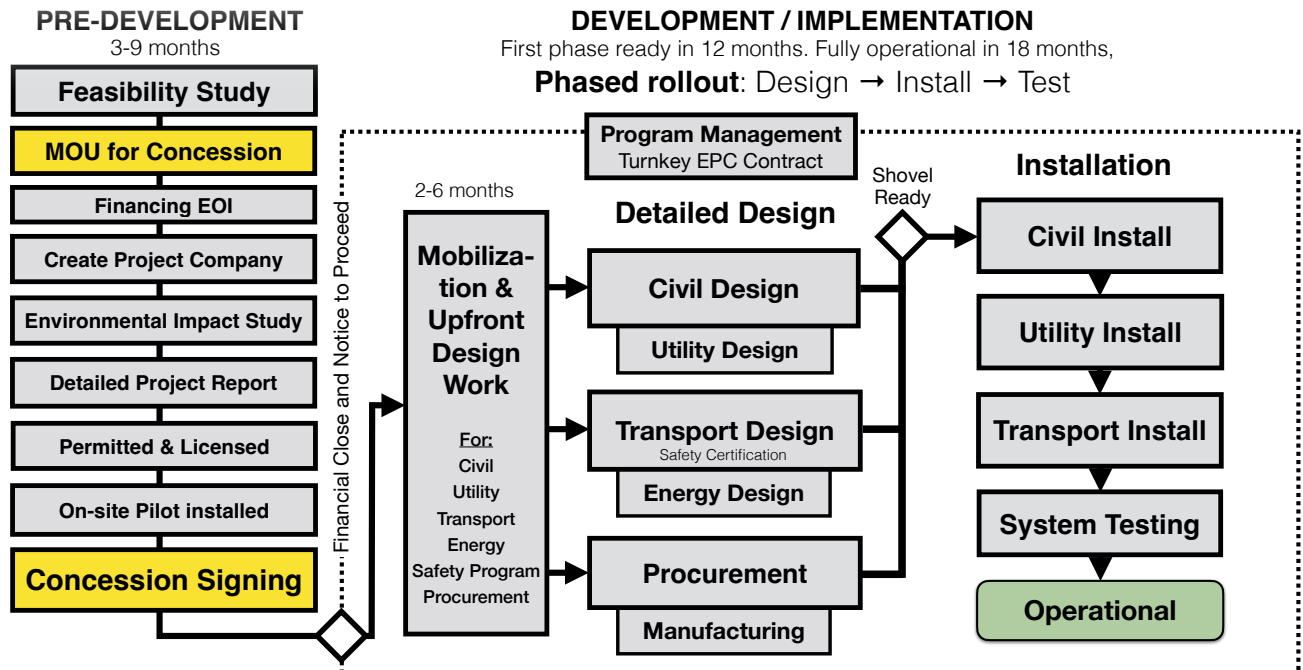 PRE-DEVELOPMENT
3-9 months
Feasibility Study
MOU for Concession
Financing EOI
Create Project Company
Environmental Impact Study
Detailed Project Report
Permitted & Licensed
On-site Pilot installed
Concession Signing
Financial Close and Notice to Proceed
DEVELOPMENT / IMPLEMENTATION
First phase ready in 12 months. Fully operational in 18 months,
Phased rollout: Design → Install → Test
Program Management
Turnkey EPC Contract
2-6 months
Mobiliza-
tion &
Upfront
Design
Work
For:
Civil
Utility
Transport
Energy
Safety Program
Procurement
Detailed Design
Civil Design
Utility Design
Transport Design
Safety Certification
Energy Design
Procurement
Manufacturing
Shovel
Ready
Installation
Civil Install
Utility Install
Transport Install
System Testing
Operational